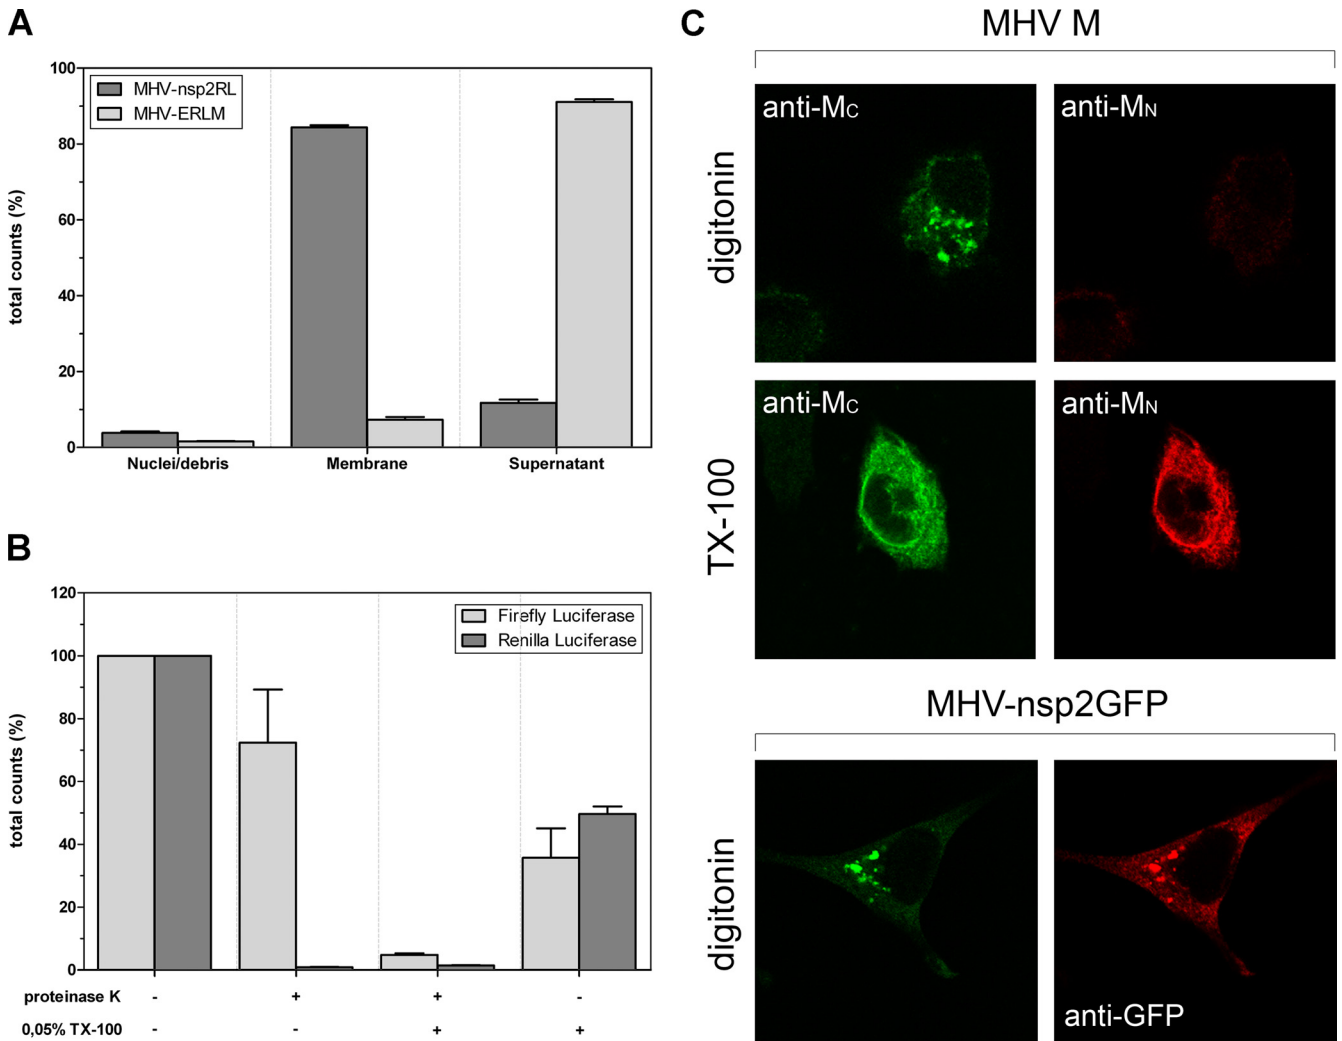 A
total counts (%)
100
80
60
40
20
0
MHV-nsp2RL
MHV-ERLM
Nuclei/debris
Membrane
Supernatant
B
total counts (%)
120
100
80
60
40
20
0
Firefly Luciferase
Renilla Luciferase
proteinase K - + + -
0,05% TX-100 - - + +
C
MHV M
digitonin
anti-MC
anti-MN
TX-100
anti-MC
anti-MN
MHV-nsp2GFP
digitonin
anti-GFP